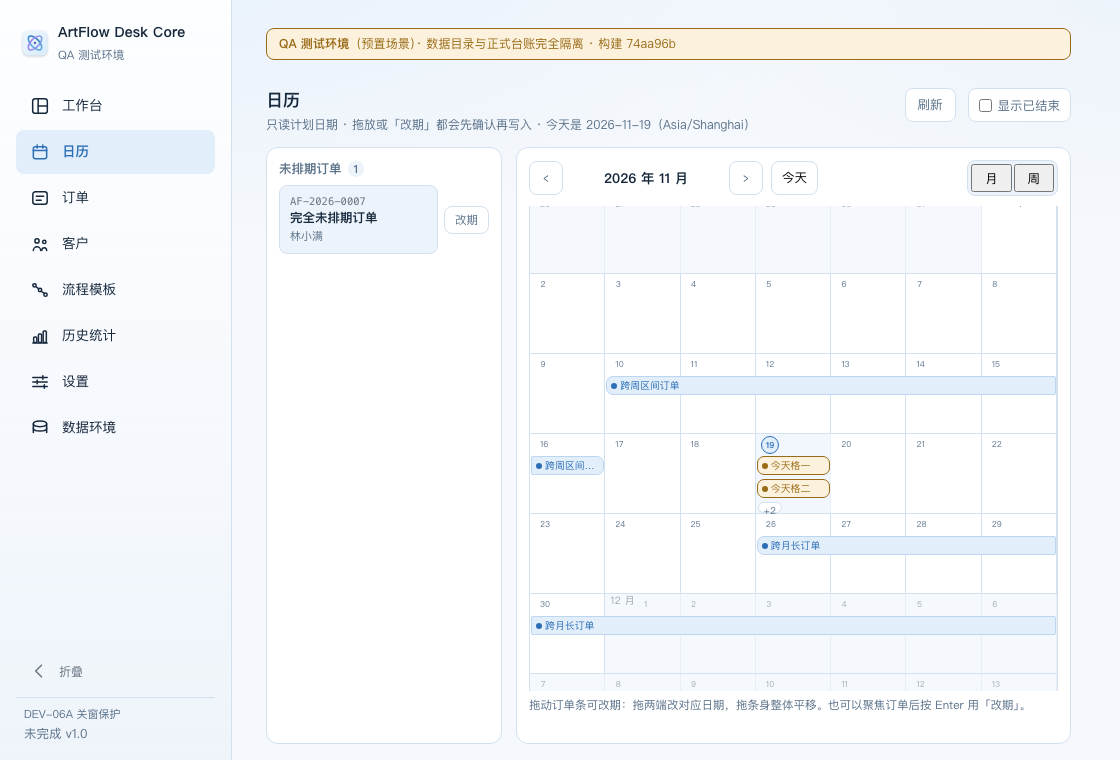 ArtFlow Desk Core
QA 测试环境
工作台
日历
订单
客户
流程模板
历史统计
设置
数据环境
折叠
DEV-06A 关窗保护
未完成 v1.0
QA 测试环境（预置场景）· 数据目录与正式台账完全隔离 · 构建 74aa96b
日历
只读计划日期 · 拖放或「改期」都会先确认再写入 · 今天是 2026-11-19（Asia/Shanghai）
刷新
显示已结束
未排期订单 1
AF-2026-0007
完全未排期订单
林小满
改期
‹ 2026 年 11 月 › 今天 月 周
2 3 4 5 6 7 8
9 10 11 12 13 14 15
跨周区间订单
16 17 18 19 20 21 22
跨周区间… 今天格一
今天格二
+2
23 24 25 26 27 28 29
跨月长订单
30 12 月 1 2 3 4 5 6
跨月长订单
7 8 9 10 11 12 13
拖动订单条可改期：拖两端改对应日期，拖条身整体平移。也可以聚焦订单后按 Enter 用「改期」。